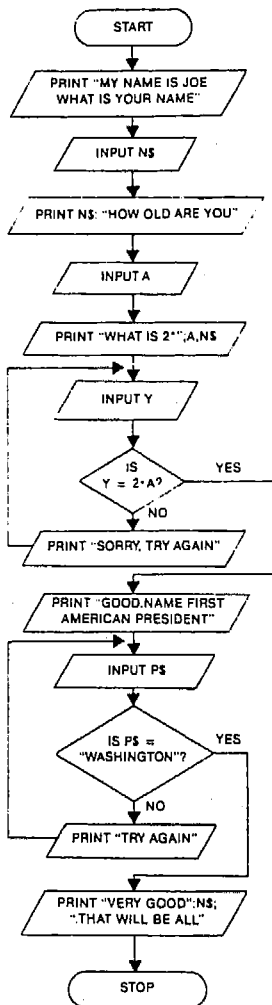 START
PRINT "MY NAME IS JOE
WHAT IS YOUR NAME"
INPUT N$
PRINT N$: "HOW OLD ARE YOU"
INPUT A
PRINT "WHAT IS 2*";A,N$
INPUT Y
IS
Y = 2*A?
YES
NO
PRINT "SORRY, TRY AGAIN"
PRINT "GOOD.NAME FIRST
AMERICAN PRESIDENT"
INPUT P$
IS P$ =
"WASHINGTON"?
YES
NO
PRINT "TRY AGAIN"
PRINT "VERY GOOD":N$;
".THAT WILL BE ALL"
STOP